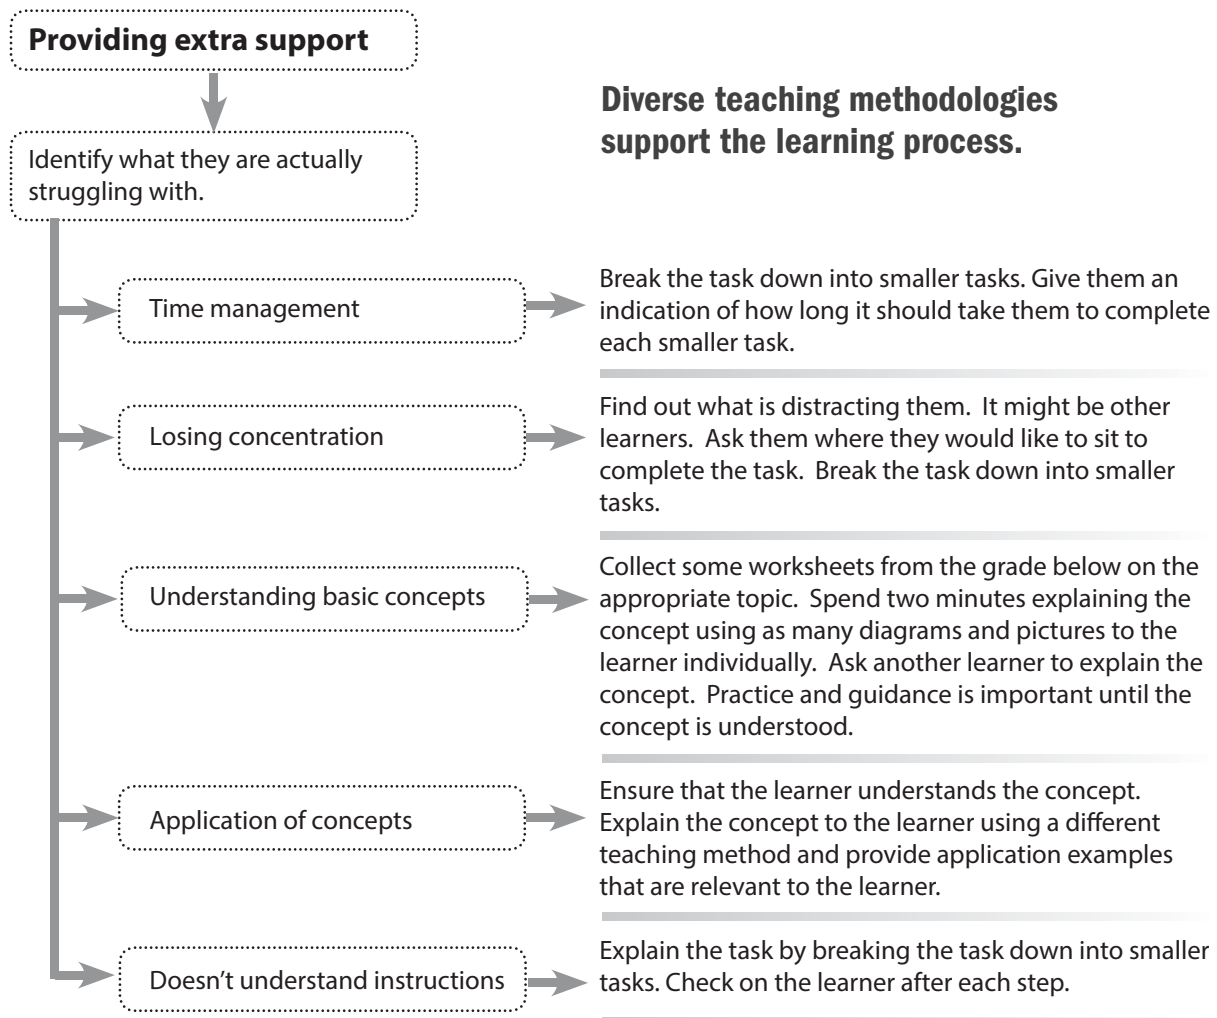 Providing extra support
Diverse teaching methodologies
support the learning process.
Identify what they are actually
struggling with.
Time management
Break the task down into smaller tasks. Give them an
indication of how long it should take them to complete
each smaller task.
Losing concentration
Find out what is distracting them.  It might be other
learners.  Ask them where they would like to sit to
complete the task.  Break the task down into smaller
tasks.
Understanding basic concepts
Collect some worksheets from the grade below on the
appropriate topic.  Spend two minutes explaining the
concept using as many diagrams and pictures to the
learner individually.  Ask another learner to explain the
concept.  Practice and guidance is important until the
concept is understood.
Application of concepts
Ensure that the learner understands the concept.
Explain the concept to the learner using a different
teaching method and provide application examples
that are relevant to the learner.
Doesn’t understand instructions
Explain the task by breaking the task down into smaller
tasks. Check on the learner after each step.